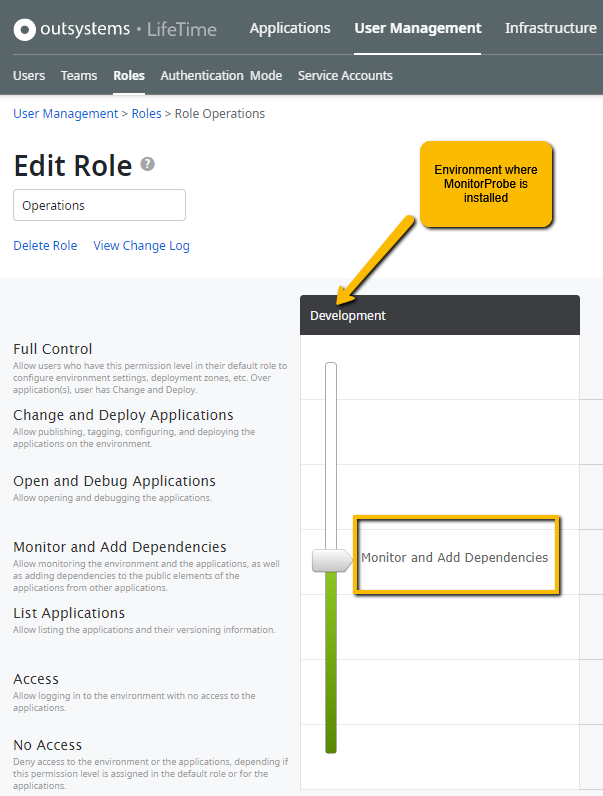 outsystems • LifeTime
Applications
User Management
Infrastructure
Users
Teams
Roles
Authentication Mode
Service Accounts
User Management > Roles > Role Operations
Edit Role ?
Operations
Delete Role
View Change Log
Environment where
MonitorProbe is
installed
Development
Full Control
Allow users who have this permission level in their default role to
configure environment settings, deployment zones, etc. Over
application(s), user has Change and Deploy.
Change and Deploy Applications
Allow publishing, tagging, configuring, and deploying the
applications on the environment.
Open and Debug Applications
Allow opening and debugging the applications.
Monitor and Add Dependencies
Allow monitoring the environment and the applications, as well
as adding dependencies to the public elements of the
applications from other applications.
Monitor and Add Dependencies
List Applications
Allow listing the applications and their versioning information.
Access
Allow logging in to the environment with no access to the
applications.
No Access
Deny access to the environment or the applications, depending if
this permission level is assigned in the default role or for the
applications.